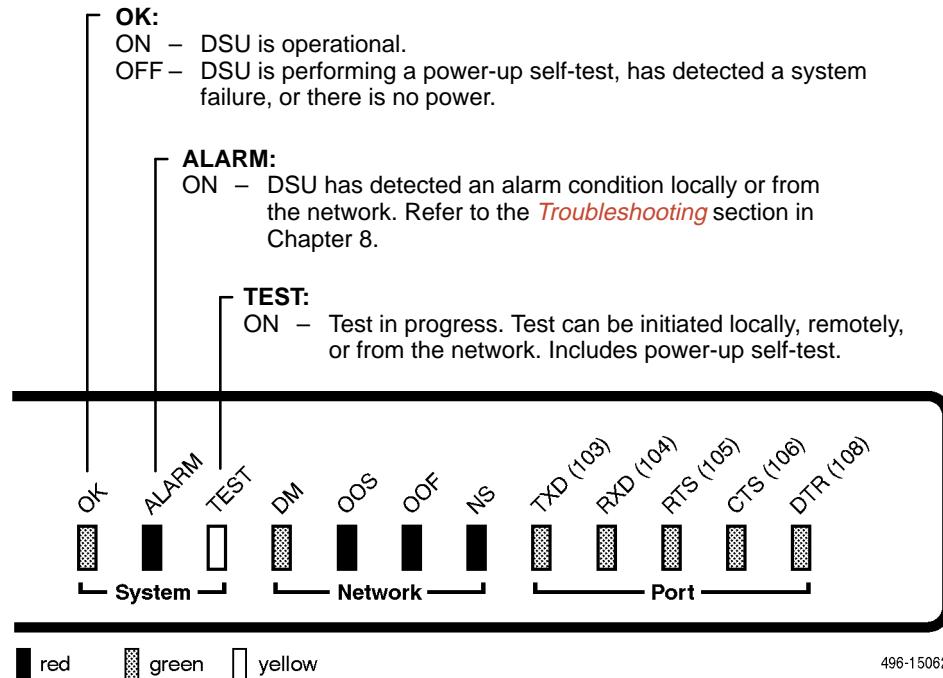 OK:
ON – DSU is operational.
OFF – DSU is performing a power-up self-test, has detected a system
failure, or there is no power.
ALARM:
ON – DSU has detected an alarm condition locally or from
the network. Refer to the Troubleshooting section in
Chapter 8.
TEST:
ON – Test in progress. Test can be initiated locally, remotely,
or from the network. Includes power-up self-test.
OK ALARM TEST DM OOS OOF NS TXD (103) RXD (104) RTS (105) CTS (106) DTR (108)
System Network Port
red green yellow
496-15062